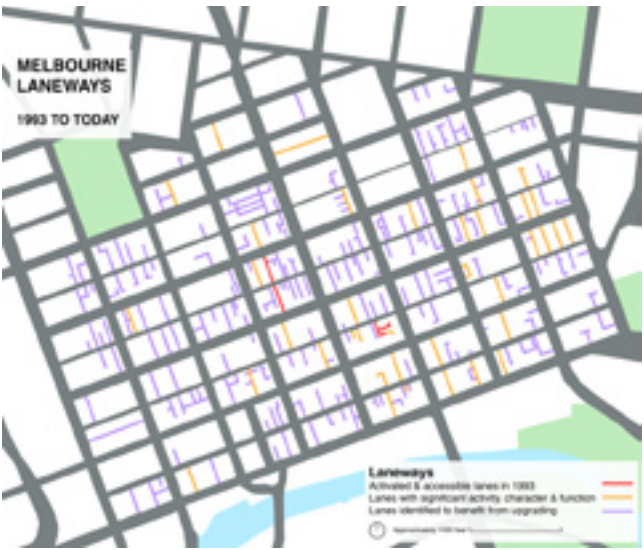 MELBOURNE
LANEWAYS
1993 TO TODAY
Laneways
Activated & accessible lanes in 1993
Lanes with significant activity, character & function
Lanes identified to benefit from upgrading
Approximately